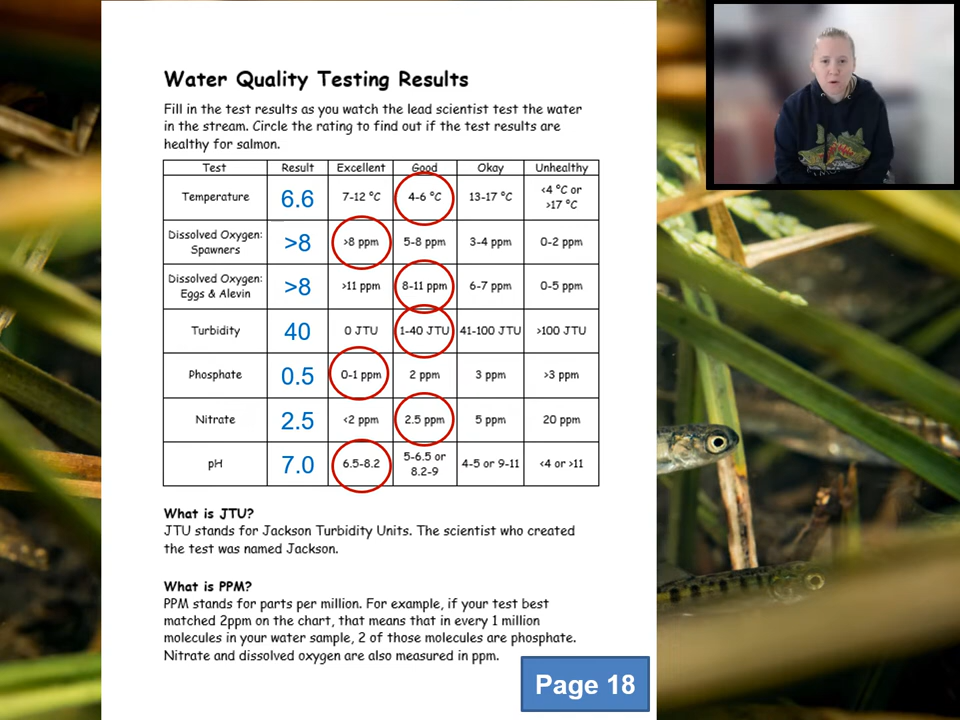 Water Quality Testing Results
Fill in the test results as you watch the lead scientist test the water
in the stream. Circle the rating to find out if the test results are
healthy for salmon.
Test Result Excellent Good Okay Unhealthy
Temperature 6.6 7-12 °C 4-6 °C 13-17 °C <4 °C or
>17 °C
Dissolved Oxygen:
Spawners >8 >8 ppm 5-8 ppm 3-4 ppm 0-2 ppm
Dissolved Oxygen:
Eggs & Alevin >8 >11 ppm 8-11 ppm 6-7 ppm 0-5 ppm
Turbidity 40 0 JTU 1-40 JTU 41-100 JTU >100 JTU
Phosphate 0.5 0-1 ppm 2 ppm 3 ppm >3 ppm
Nitrate 2.5 <2 ppm 2.5 ppm 5 ppm 20 ppm
pH 7.0 6.5-8.2 5-6.5 or
8.2-9 4-5 or 9-11 <4 or >11
What is JTU?
JTU stands for Jackson Turbidity Units. The scientist who created
the test was named Jackson.
What is PPM?
PPM stands for parts per million. For example, if your test best
matched 2ppm on the chart, that means that in every 1 million
molecules in your water sample, 2 of those molecules are phosphate.
Nitrate and dissolved oxygen are also measured in ppm.
Page 18